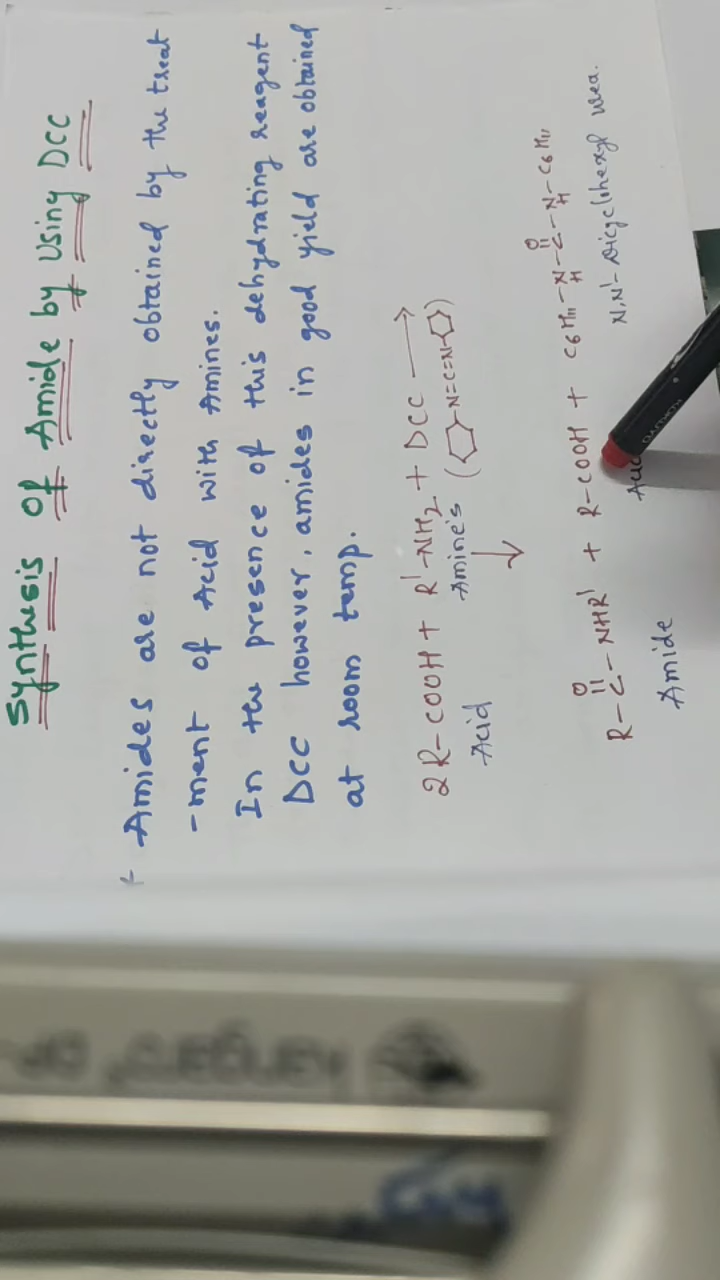 Synthesis of Amide by using DCC
* Amides are not directly obtained by the treat
-ment of Acid with Amines.
In the presence of this dehydrating reagent
DCC however, amides in good yield are obtained
at room temp.
2R-COOH + R'-NH2 + DCC ⟶
Acid Amine's ( -N=C=N- )
↓
R-C-NHR' + R-COOH + C6H11-N-C-N-C6H11
O O
H H
Amide N,N'-Dicyclohexyl urea.